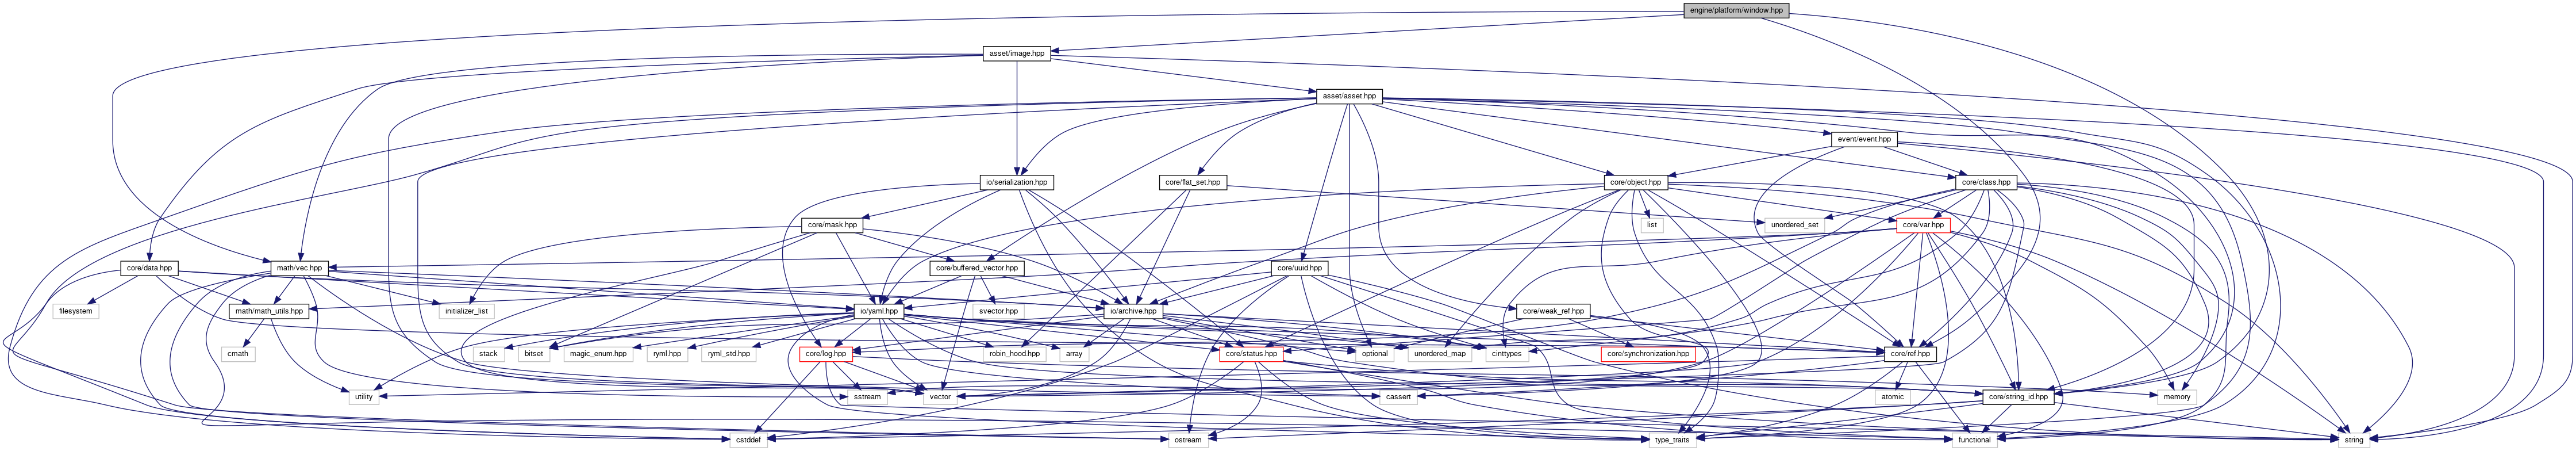 engine/platform/window.hpp
asset/image.hpp
asset/asset.hpp
event/event.hpp
io/serialization.hpp
core/flat_set.hpp
core/object.hpp
core/class.hpp
core/mask.hpp
list
unordered_set
core/var.hpp
core/data.hpp
math/vec.hpp
core/buffered_vector.hpp
core/uuid.hpp
filesystem
math/math_utils.hpp
initializer_list
io/yaml.hpp
svector.hpp
io/archive.hpp
core/weak_ref.hpp
cmath
stack
bitset
magic_enum.hpp
ryml.hpp
ryml_std.hpp
core/log.hpp
robin_hood.hpp
array
core/status.hpp
optional
unordered_map
cinttypes
core/synchronization.hpp
core/ref.hpp
utility
sstream
vector
cassert
atomic
core/string_id.hpp
memory
cstddef
ostream
type_traits
functional
string